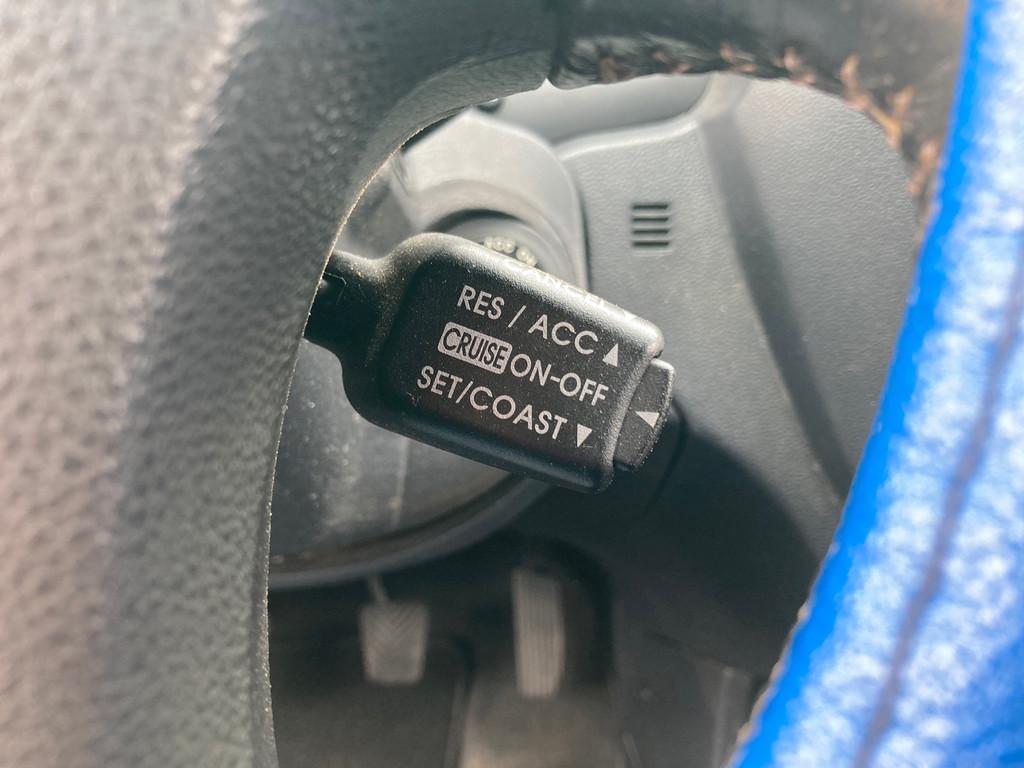 RES / ACC ▲
CRUISE ON-OFF
SET/COAST ▼